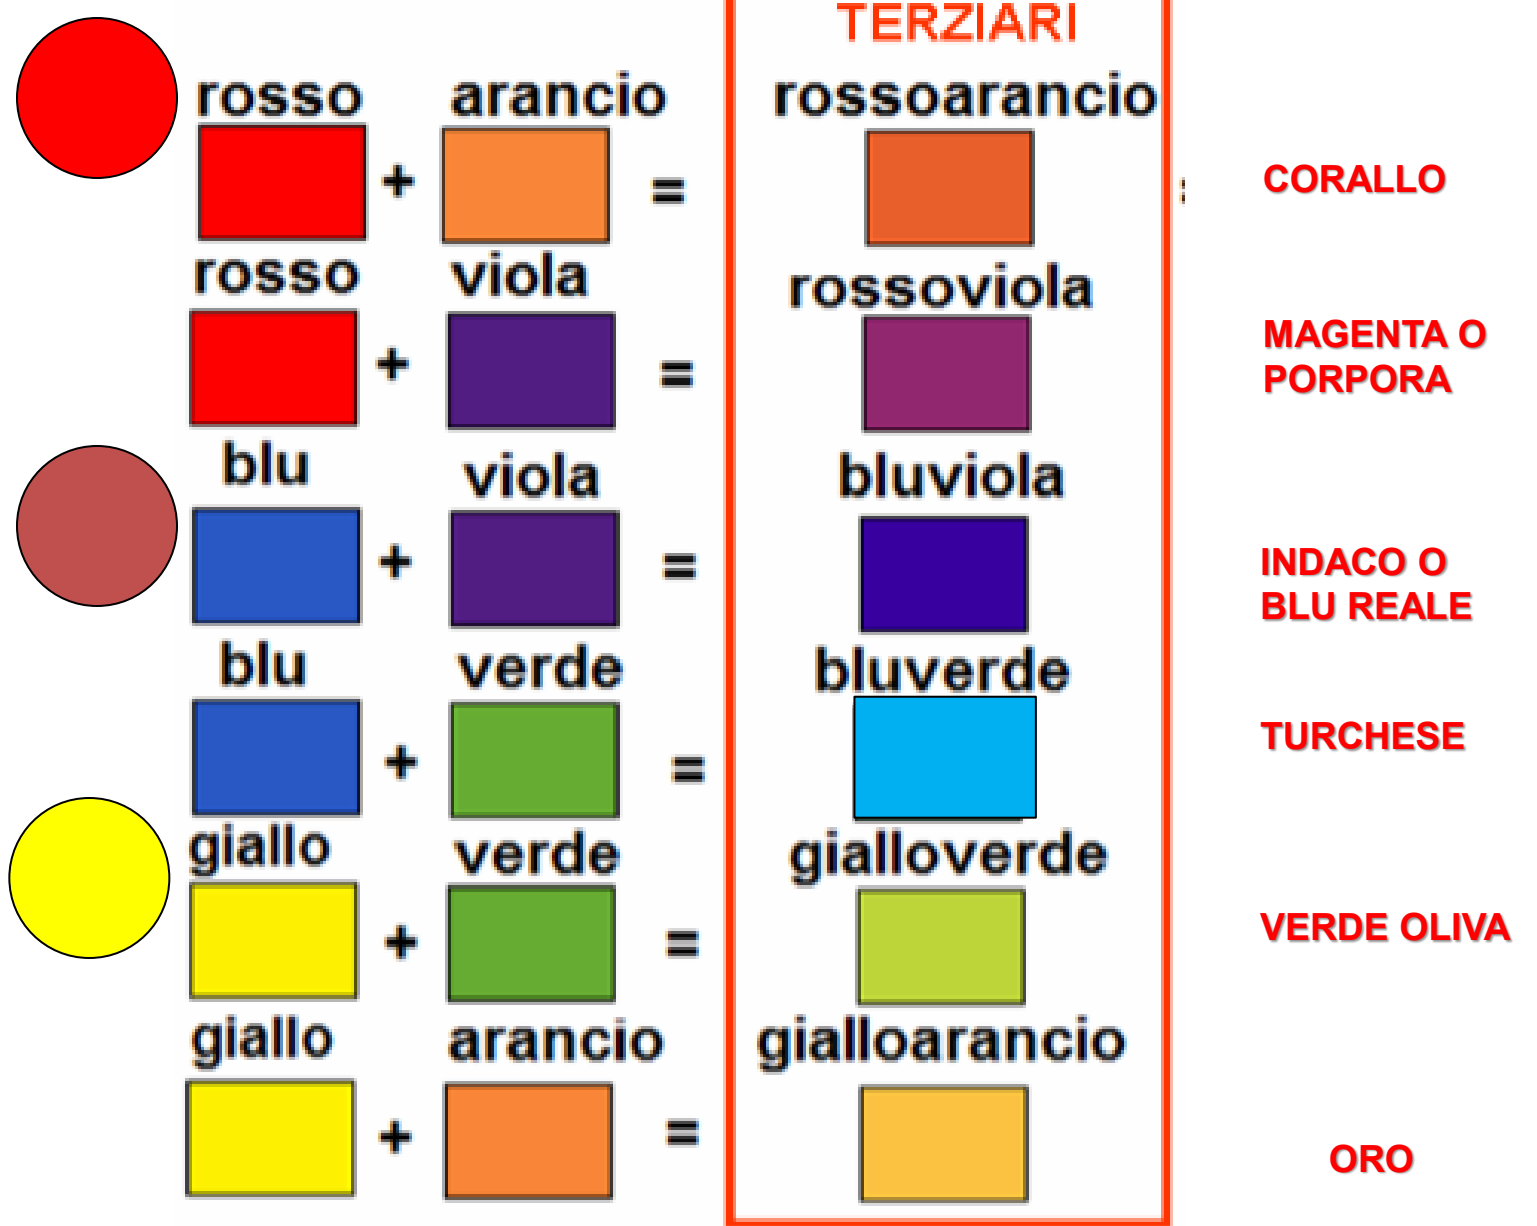 TERZIARI
rosso arancio rossoarancio
+ = CORALLO
rosso viola rossoviola
+ = MAGENTA O
PORPORA
blu viola bluviola
+ = INDACO O
BLU REALE
blu verde bluverde
+ = TURCHESE
giallo verde gialloverde
+ = VERDE OLIVA
giallo arancio gialloarancio
+ = ORO